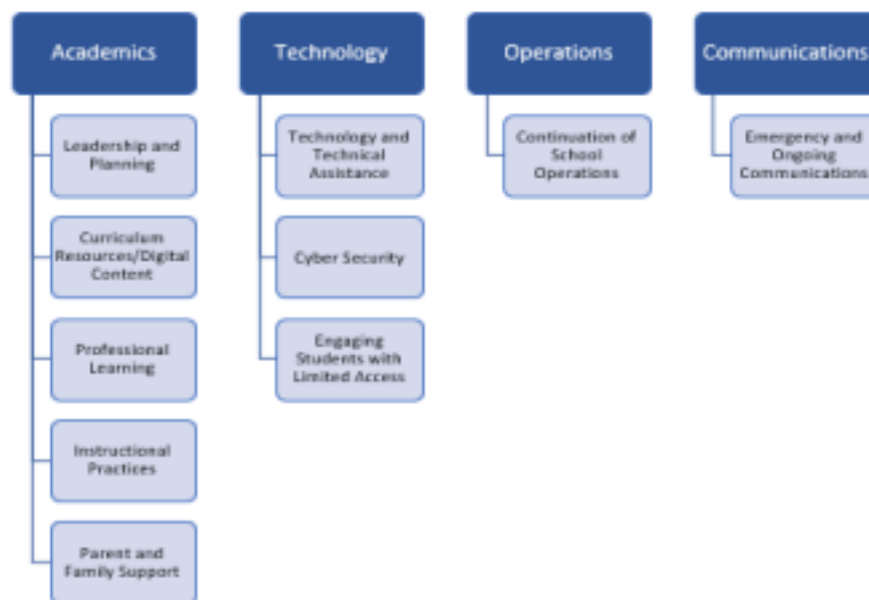 Academics
Leadership and
Planning
Curriculum
Resources/Digital
Content
Professional
Learning
Instructional
Practices
Parent and
Family Support
Technology
Technology and
Technical
Assistance
Cyber Security
Engaging
Students with
Limited Access
Operations
Continuation of
School
Operations
Communications
Emergency and
Ongoing
Communications